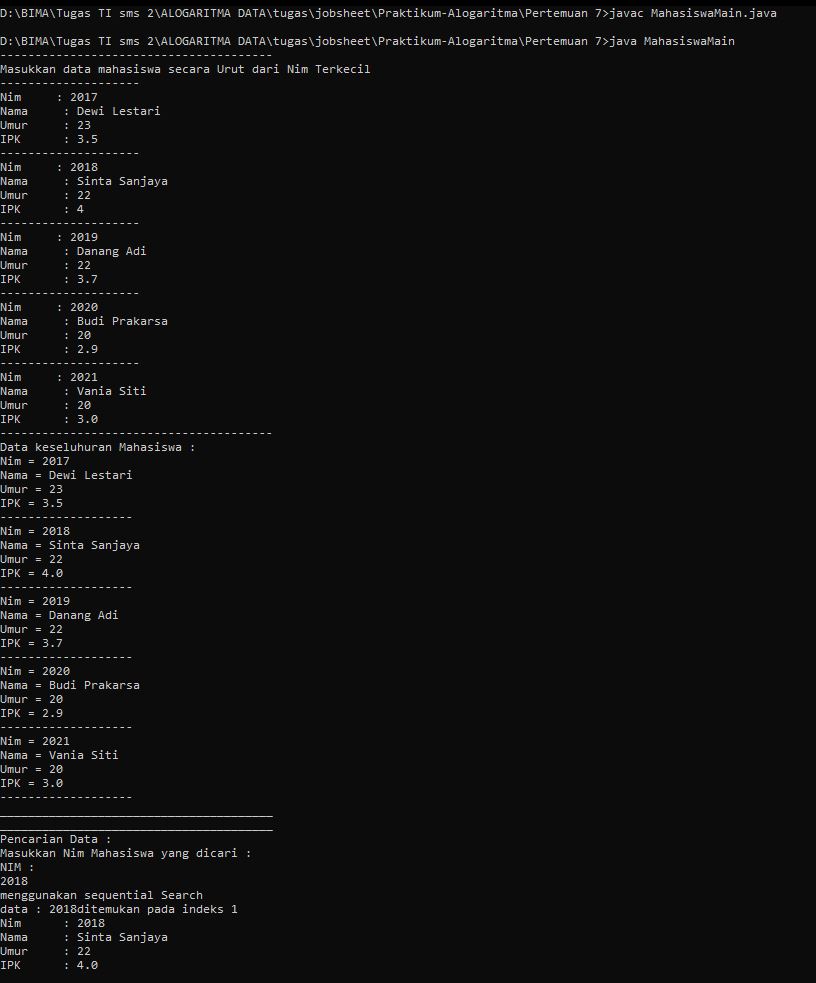 D:\BIMA\Tugas TI sms 2\ALOGARITMA DATA\tugas\jobsheet\Praktikum-Alogaritma\Pertemuan 7>javac MahasiswaMain.java
D:\BIMA\Tugas TI sms 2\ALOGARITMA DATA\tugas\jobsheet\Praktikum-Alogaritma\Pertemuan 7>java MahasiswaMain
---------------------------------------
Masukkan data mahasiswa secara Urut dari Nim Terkecil
--------------------
Nim     : 2017
Nama     : Dewi Lestari
Umur     : 23
IPK      : 3.5
--------------------
Nim     : 2018
Nama     : Sinta Sanjaya
Umur     : 22
IPK      : 4
--------------------
Nim     : 2019
Nama     : Danang Adi
Umur     : 22
IPK      : 3.7
--------------------
Nim     : 2020
Nama     : Budi Prakarsa
Umur     : 20
IPK      : 2.9
--------------------
Nim     : 2021
Nama     : Vania Siti
Umur     : 20
IPK      : 3.0
---------------------------------------
Data keseluhuran Mahasiswa :
Nim = 2017
Nama = Dewi Lestari
Umur = 23
IPK = 3.5
-------------------
Nim = 2018
Nama = Sinta Sanjaya
Umur = 22
IPK = 4.0
-------------------
Nim = 2019
Nama = Danang Adi
Umur = 22
IPK = 3.7
-------------------
Nim = 2020
Nama = Budi Prakarsa
Umur = 20
IPK = 2.9
-------------------
Nim = 2021
Nama = Vania Siti
Umur = 20
IPK = 3.0
-------------------
_______________________________________
_______________________________________
Pencarian Data :
Masukkan Nim Mahasiswa yang dicari :
NIM :
2018
menggunakan sequential Search
data : 2018ditemukan pada indeks 1
Nim      : 2018
Nama     : Sinta Sanjaya
Umur     : 22
IPK      : 4.0